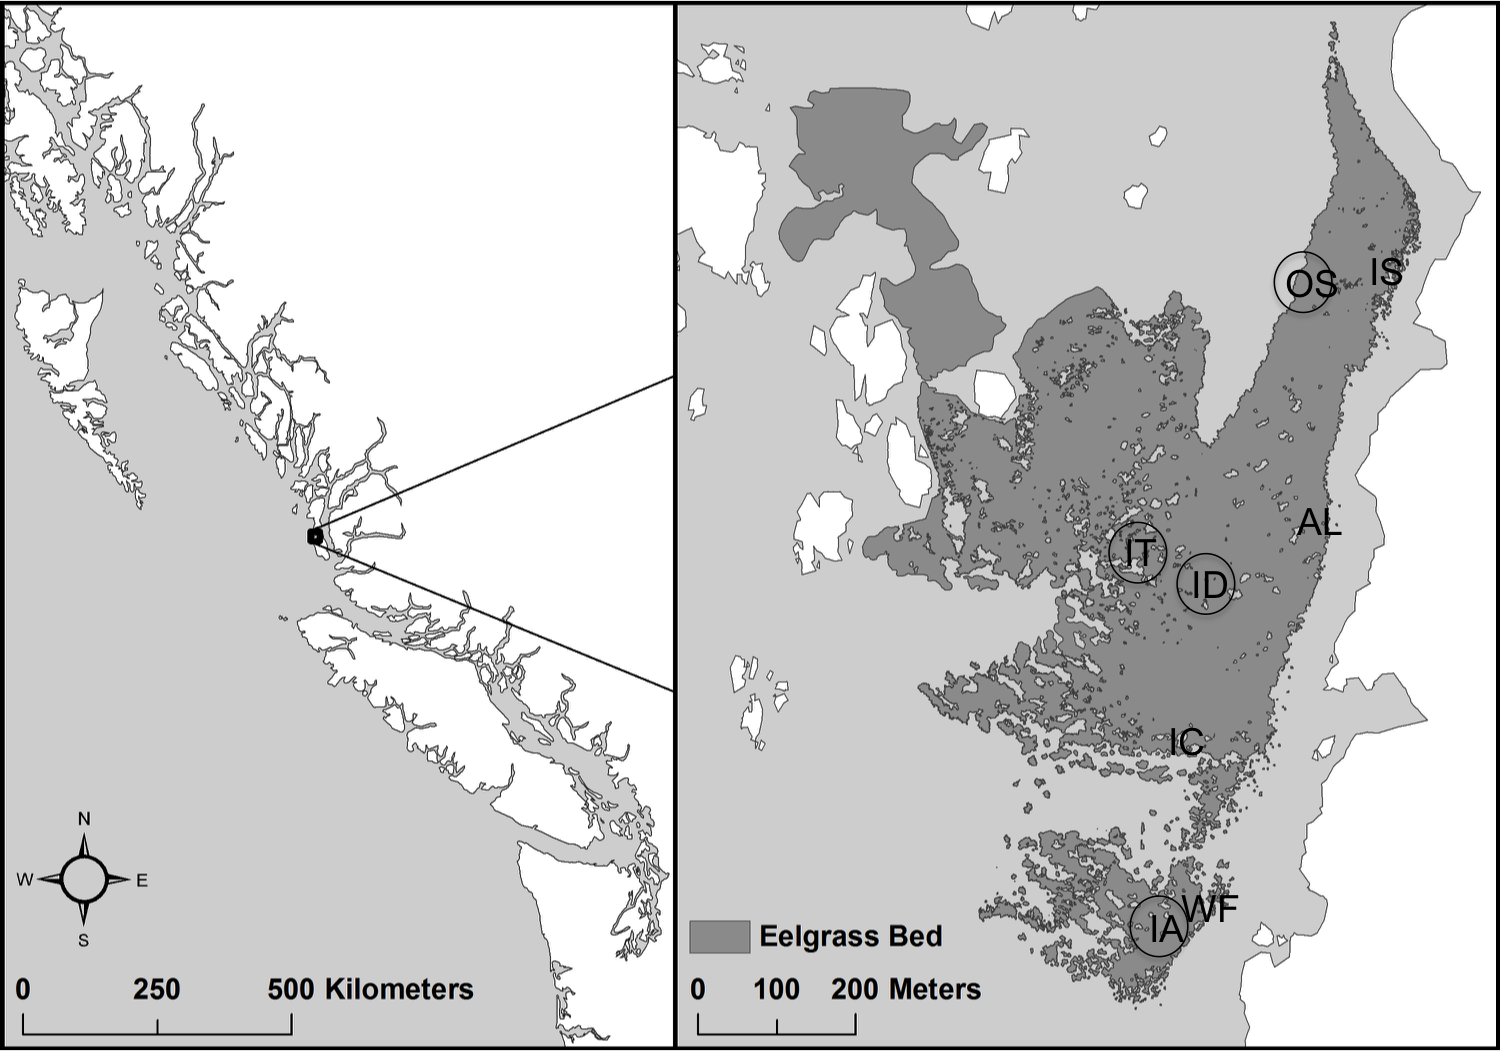 N
W E
S
0 250 500 Kilometers
OS IS
AL
IT
ID
IC
WF
IA
Eelgrass Bed
0 100 200 Meters